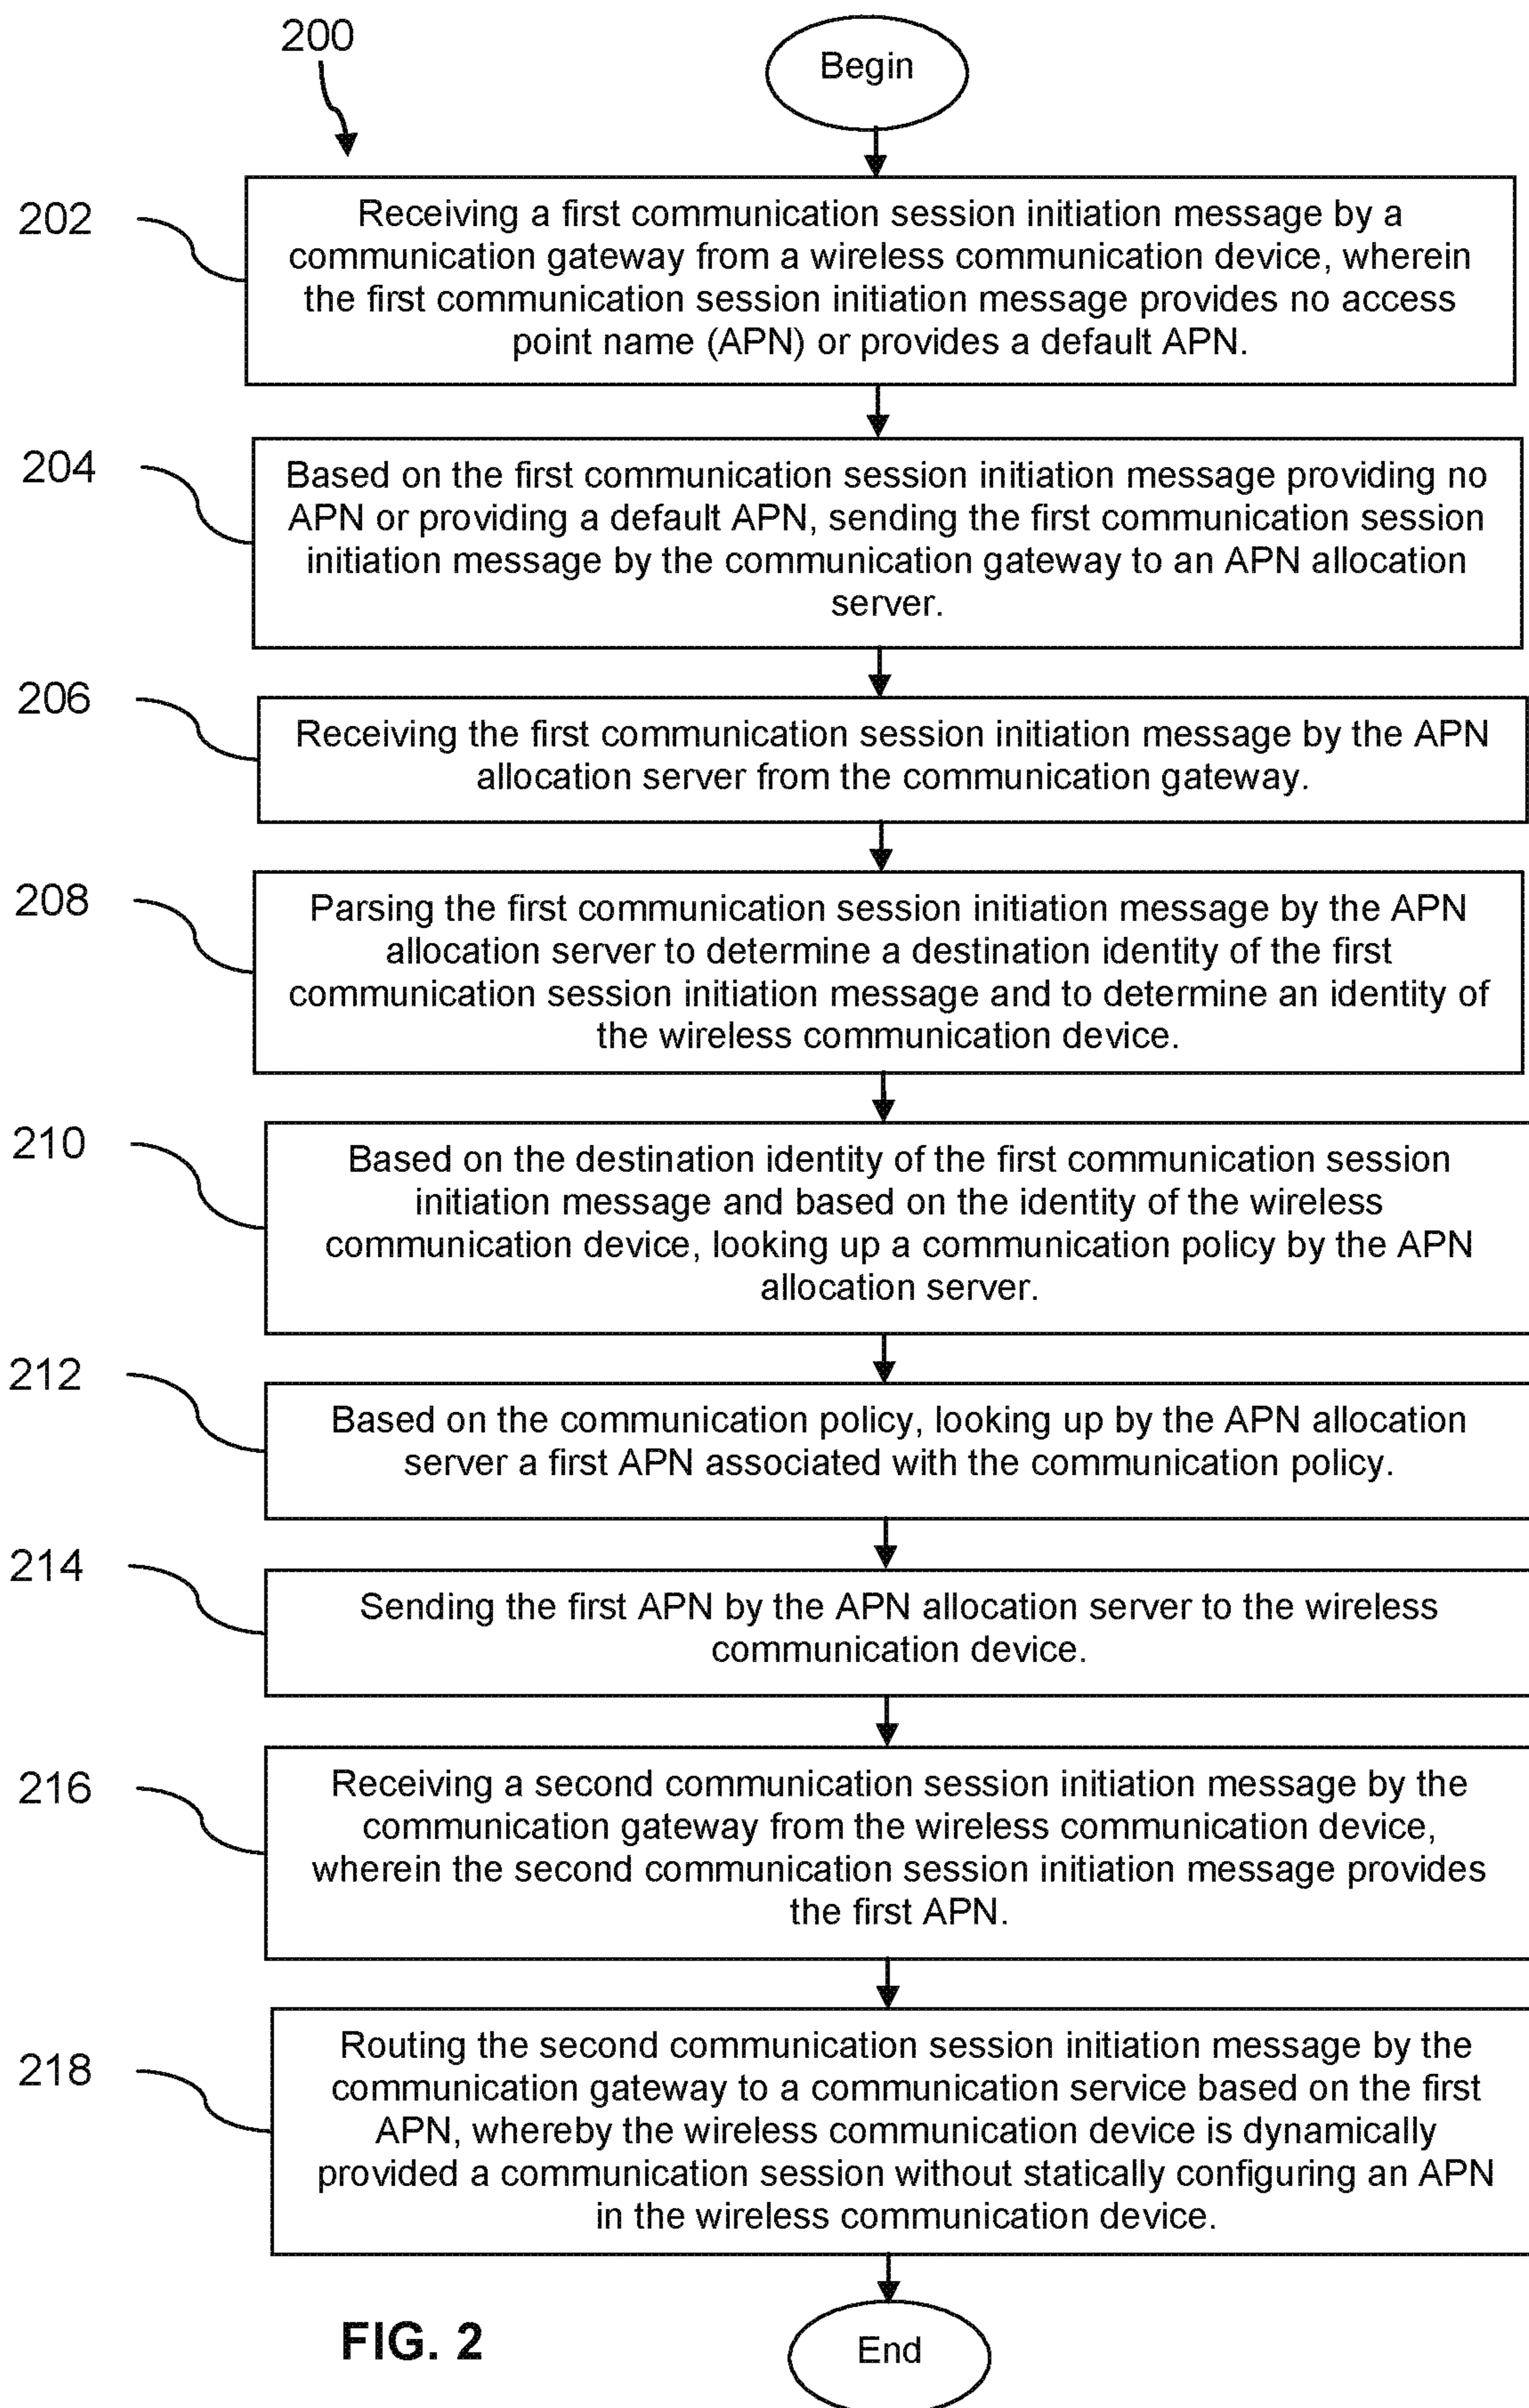 200
Begin
202
Receiving a first communication session initiation message by a
communication gateway from a wireless communication device, wherein
the first communication session initiation message provides no access
point name (APN) or provides a default APN.
204
Based on the first communication session initiation message providing no
APN or providing a default APN, sending the first communication session
initiation message by the communication gateway to an APN allocation
server.
206
Receiving the first communication session initiation message by the APN
allocation server from the communication gateway.
208
Parsing the first communication session initiation message by the APN
allocation server to determine a destination identity of the first
communication session initiation message and to determine an identity of
the wireless communication device.
210
Based on the destination identity of the first communication session
initiation message and based on the identity of the wireless
communication device, looking up a communication policy by the APN
allocation server.
212
Based on the communication policy, looking up by the APN allocation
server a first APN associated with the communication policy.
214
Sending the first APN by the APN allocation server to the wireless
communication device.
216
Receiving a second communication session initiation message by the
communication gateway from the wireless communication device,
wherein the second communication session initiation message provides
the first APN.
218
Routing the second communication session initiation message by the
communication gateway to a communication service based on the first
APN, whereby the wireless communication device is dynamically
provided a communication session without statically configuring an APN
in the wireless communication device.
FIG. 2
End